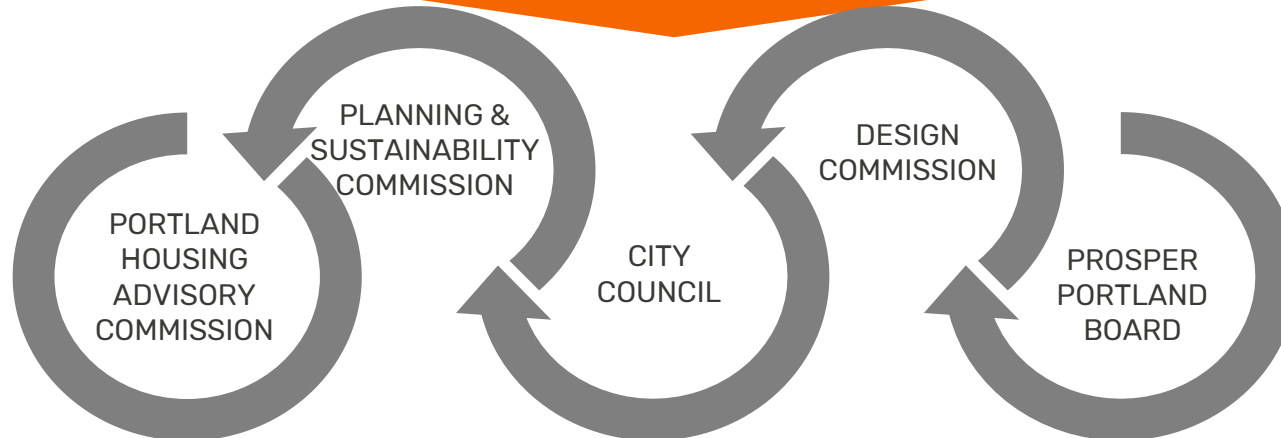 PORTLAND
HOUSING
ADVISORY
COMMISSION
PLANNING &
SUSTAINABILITY
COMMISSION
CITY
COUNCIL
DESIGN
COMMISSION
PROSPER
PORTLAND
BOARD